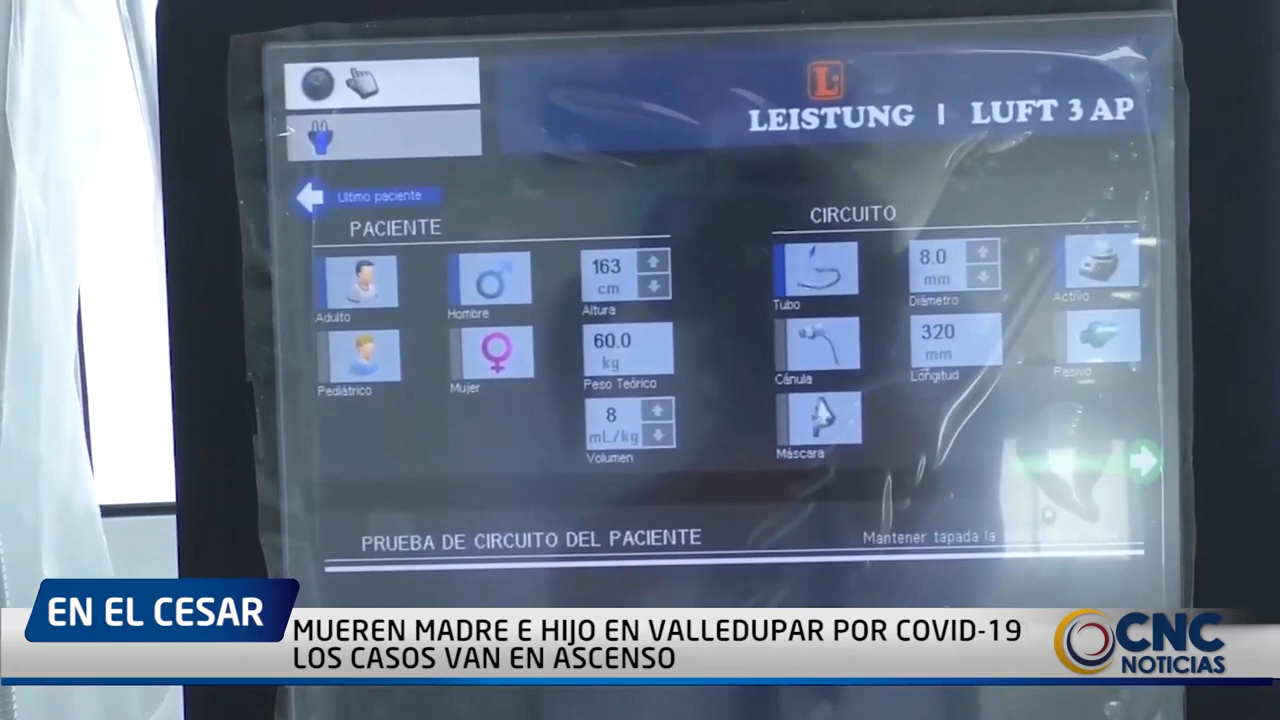 LEISTUNG | LUFT 3 AP
Ultimo paciente
PACIENTE
Adulto
Hombre
163
cm
Altura
Pediátrico
Mujer
60.0
kg
Peso Teórico
8
mL/kg
Volumen
CIRCUITO
Tubo
8.0
mm
Diámetro
Activo
Cánula
320
mm
Longitud
Pasivo
Máscara
PRUEBA DE CIRCUITO DEL PACIENTE
Mantener tapada la
EN EL CESAR
MUEREN MADRE E HIJO EN VALLEDUPAR POR COVID-19
LOS CASOS VAN EN ASCENSO
CNC
NOTICIAS